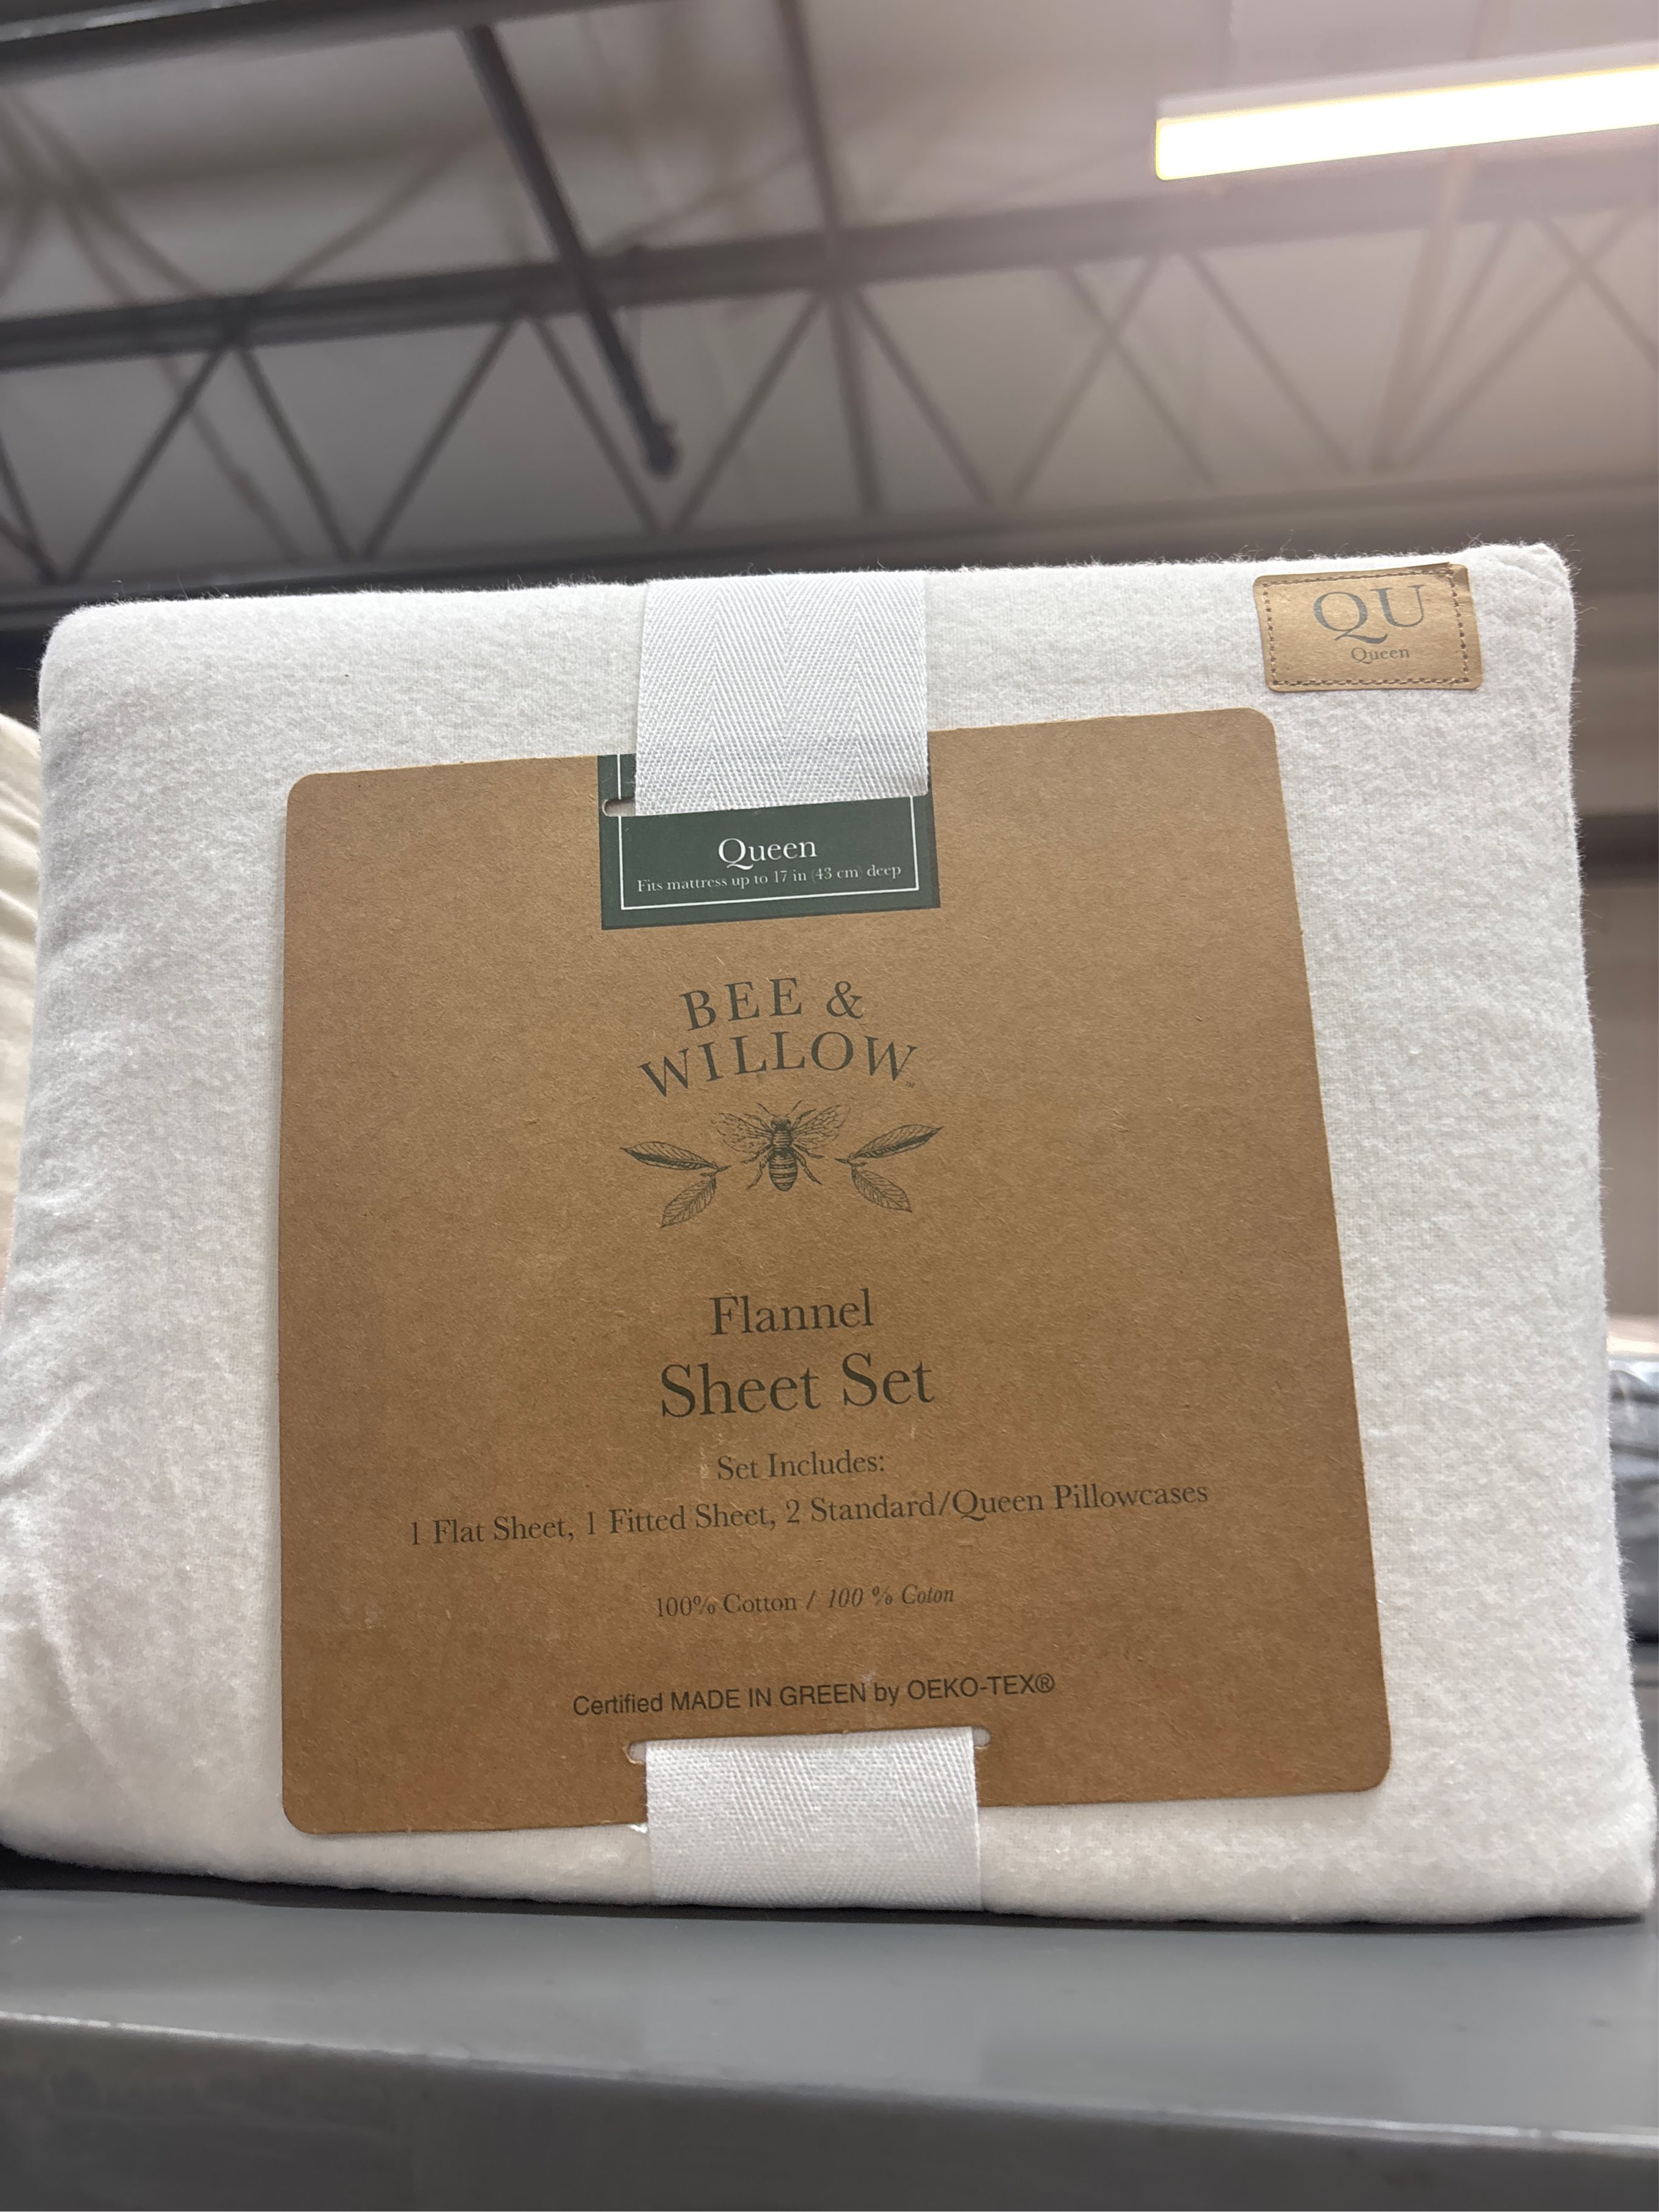 QU
Queen
Queen
Fits mattress up to 17 in (43 cm) deep
BEE &
WILLOW™
Flannel
Sheet Set
Set Includes:
1 Flat Sheet, 1 Fitted Sheet, 2 Standard/Queen Pillowcases
100% Cotton / 100 % Coton
Certified MADE IN GREEN by OEKO-TEX®